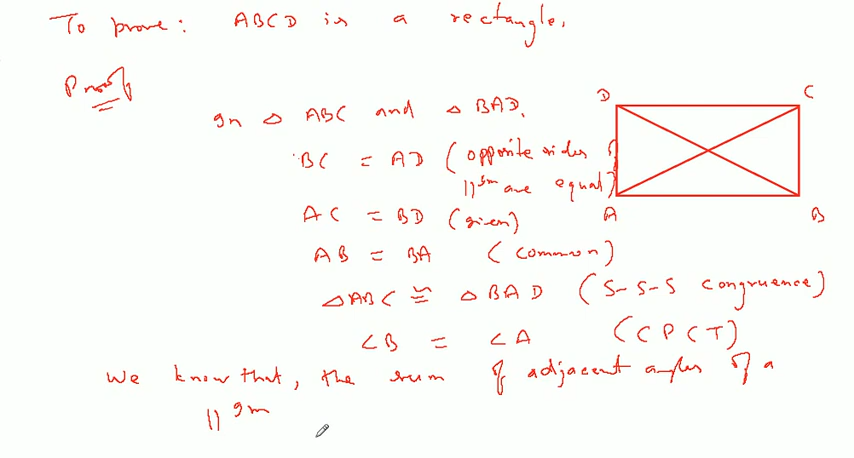 To prove: ABCD is a rectangle.
Proof
In △ ABC and △ BAD,
BC = AD (opposite sides of
||gm are equal)
AC = BD (given)
AB = BA (common)
△ABC ≅ △BAD (S-S-S congruence)
∠B = ∠A (CPCT)
We know that, the sum of adjacent angles of a
||gm
D C
A B